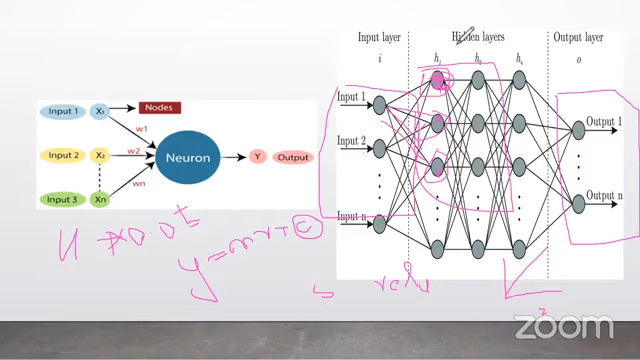 Input layer Hidden layers Output layer
i h₁ h₂ hₙ o
Input 1 X₁ Nodes
w1
Input 2 X₂ w2 Neuron Y Output
wn
Input 3 Xn
Input 1
Input 2
Input n
Output 1
Output n
y = mx + c
relu
zoom